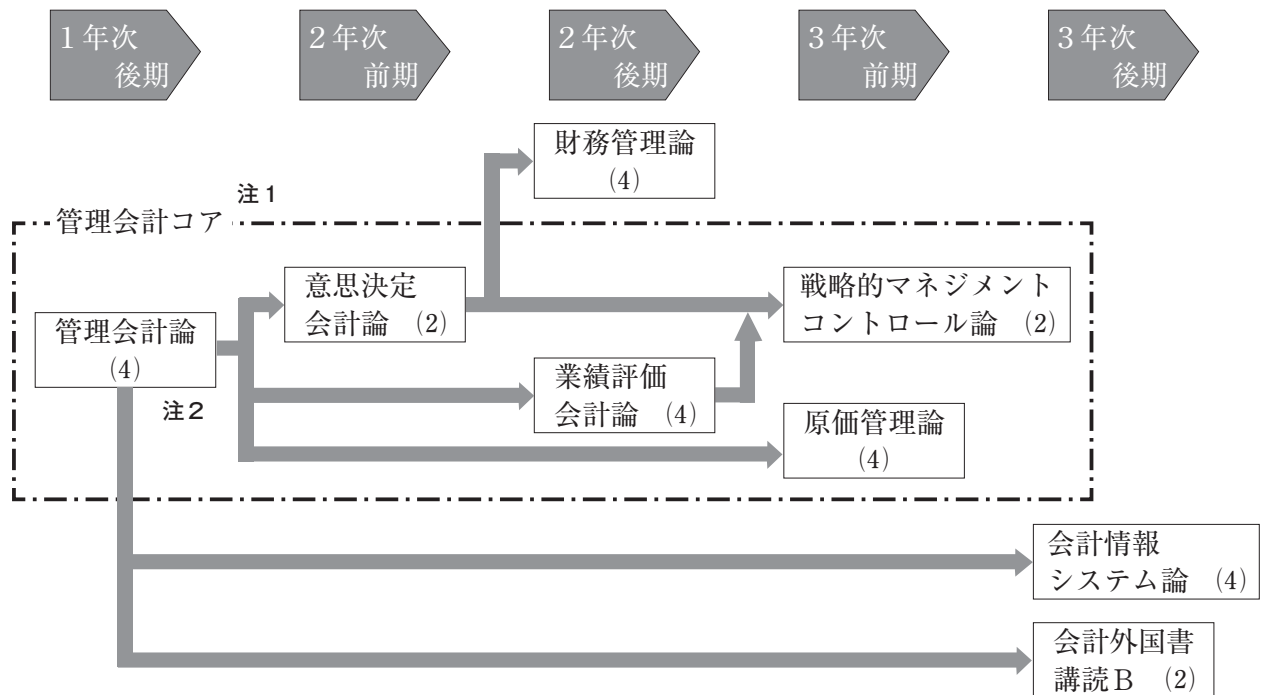 1年次
後期
2年次
前期
2年次
後期
3年次
前期
3年次
後期
財務管理論
(4)
注1
管理会計コア
意思決定
会計論 (2)
戦略的マネジメント
コントロール論 (2)
管理会計論
(4)
注2
業績評価
会計論 (4)
原価管理論
(4)
会計情報
システム論 (4)
会計外国書
講読B (2)